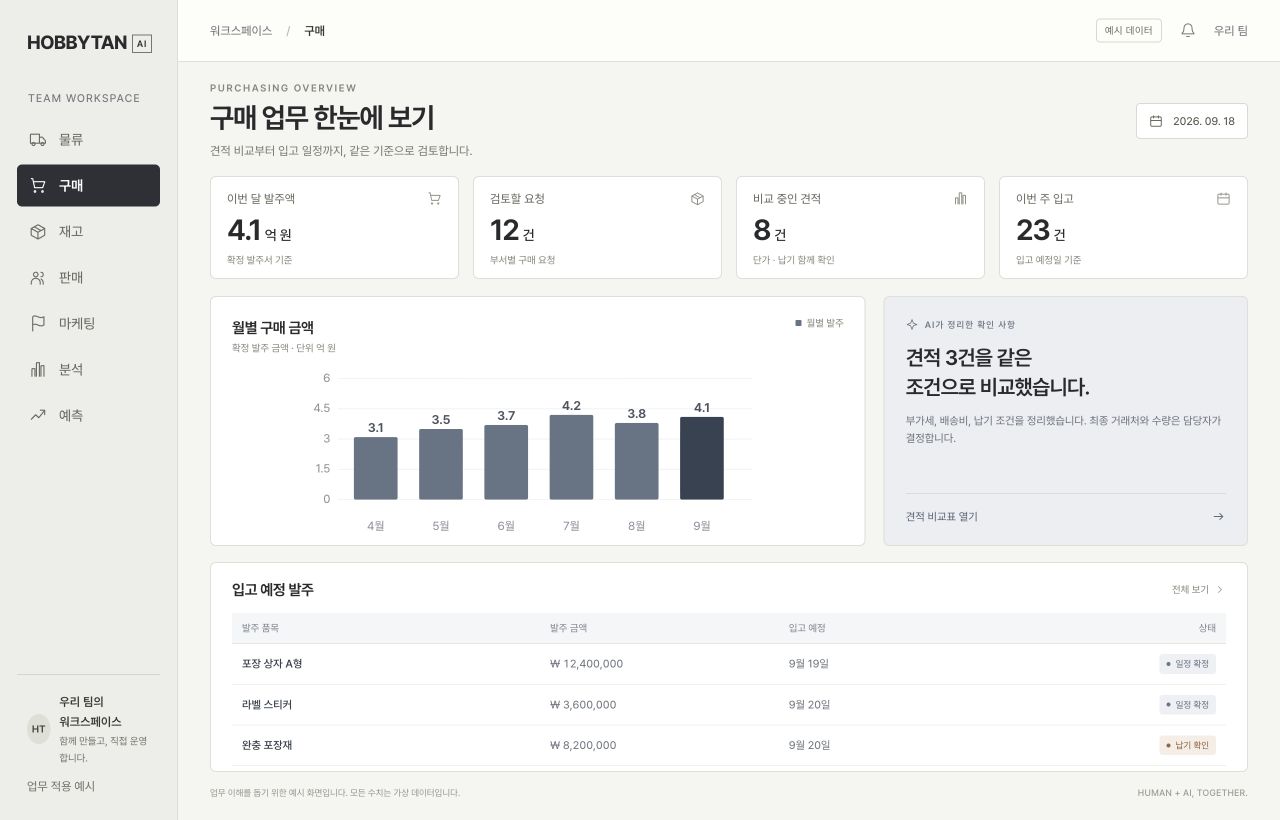 HOBBYTAN AI
TEAM WORKSPACE
물류
구매
재고
판매
마케팅
분석
예측
HT
우리 팀의
워크스페이스
함께 만들고, 직접 운영
합니다.
업무 적용 예시
워크스페이스 / 구매
예시 데이터
우리 팀
PURCHASING OVERVIEW
구매 업무 한눈에 보기
견적 비교부터 입고 일정까지, 같은 기준으로 검토합니다.
2026. 09. 18
이번 달 발주액
4.1 억 원
확정 발주서 기준
검토할 요청
12 건
부서별 구매 요청
비교 중인 견적
8 건
단가 · 납기 함께 확인
이번 주 입고
23 건
입고 예정일 기준
월별 구매 금액
확정 발주 금액 · 단위 억 원
월별 발주
6
4.5
3
1.5
0
3.1
3.5
3.7
4.2
3.8
4.1
4월
5월
6월
7월
8월
9월
AI가 정리한 확인 사항
견적 3건을 같은
조건으로 비교했습니다.
부가세, 배송비, 납기 조건을 정리했습니다. 최종 거래처와 수량은 담당자가
결정합니다.
견적 비교표 열기
입고 예정 발주
전체 보기
발주 품목 발주 금액 입고 예정 상태
포장 상자 A형 ₩ 12,400,000 9월 19일 일정 확정
라벨 스티커 ₩ 3,600,000 9월 20일 일정 확정
완충 포장재 ₩ 8,200,000 9월 20일 납기 확인
업무 이해를 돕기 위한 예시 화면입니다. 모든 수치는 가상 데이터입니다.
HUMAN + AI, TOGETHER.